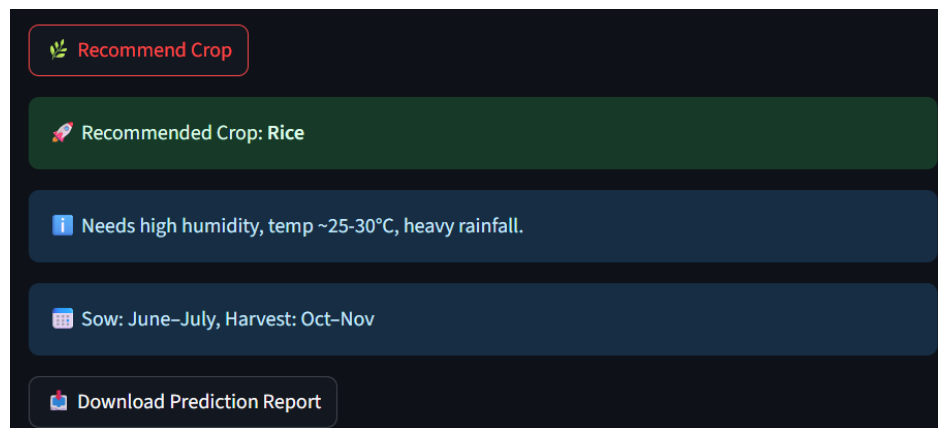 Recommend Crop
Recommended Crop: Rice
Needs high humidity, temp ~25-30°C, heavy rainfall.
Sow: June–July, Harvest: Oct–Nov
Download Prediction Report